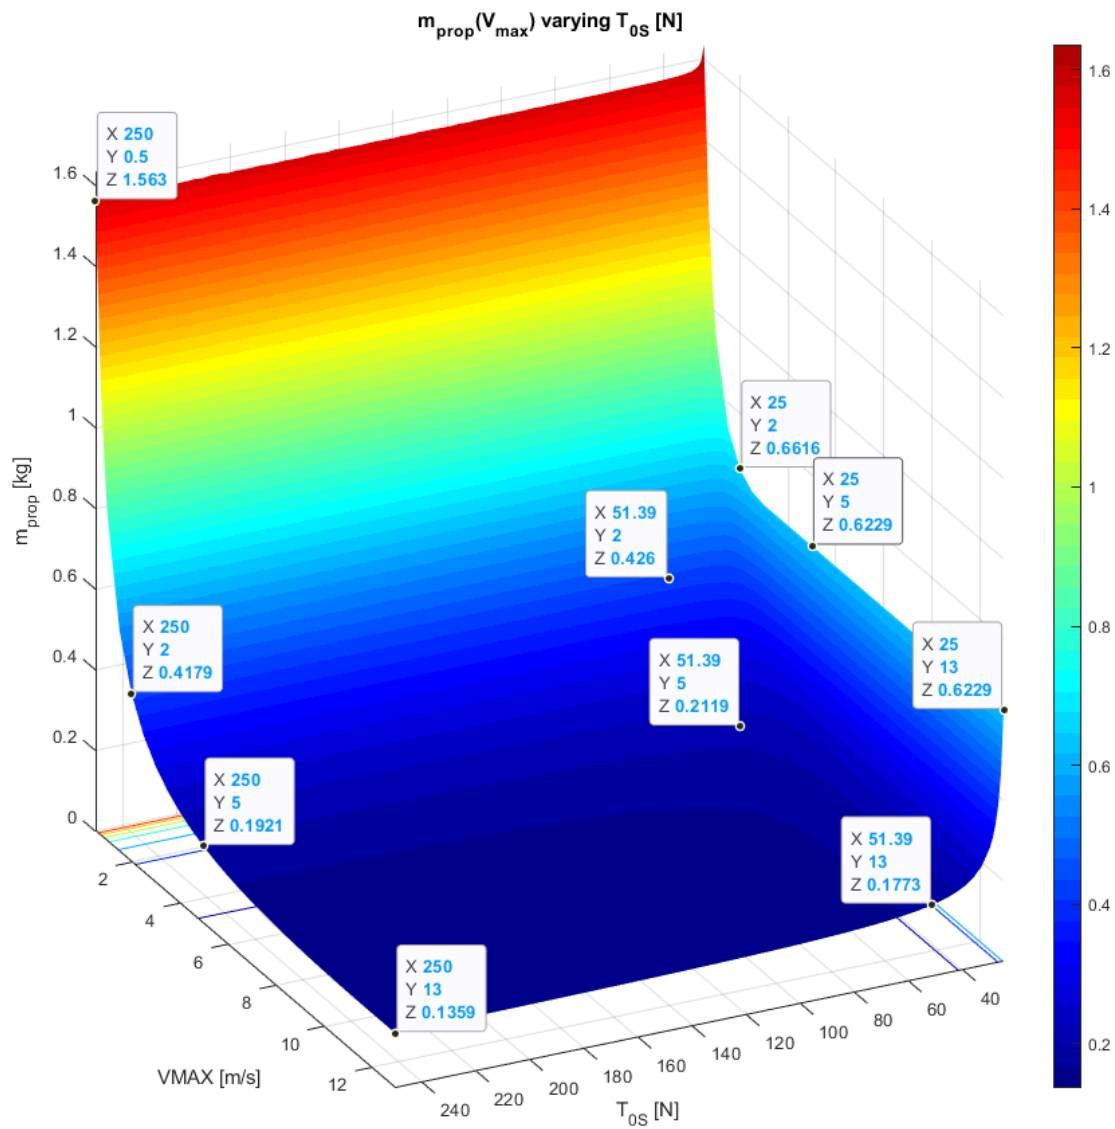 m_prop(V_max) varying T_0S [N]
X 250
Y 0.5
Z 1.563
X 25
Y 2
Z 0.6616
X 25
Y 5
Z 0.6229
X 51.39
Y 2
Z 0.426
X 250
Y 2
Z 0.4179
X 25
Y 13
Z 0.6229
X 51.39
Y 5
Z 0.2119
X 250
Y 5
Z 0.1921
X 51.39
Y 13
Z 0.1773
X 250
Y 13
Z 0.1359
1.6
1.4
1.2
1
0.8
0.6
0.4
0.2
0
m_prop [kg]
2
4
6
8
10
12
VMAX [m/s]
240
220
200
180
160
140
120
100
80
60
40
T_0S [N]
1.6
1.4
1.2
1
0.8
0.6
0.4
0.2